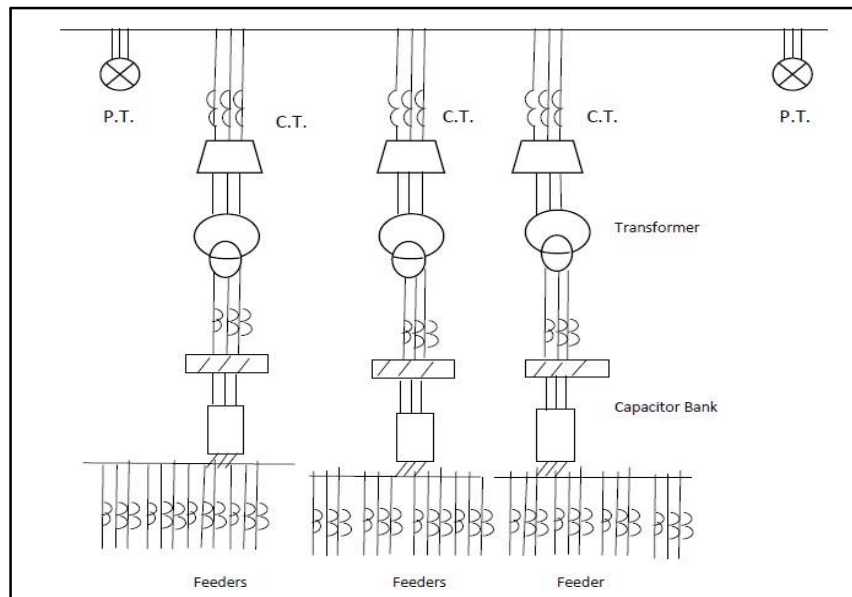 P.T.
C.T.
C.T.
C.T.
P.T.
Transformer
Capacitor Bank
Feeders
Feeders
Feeder